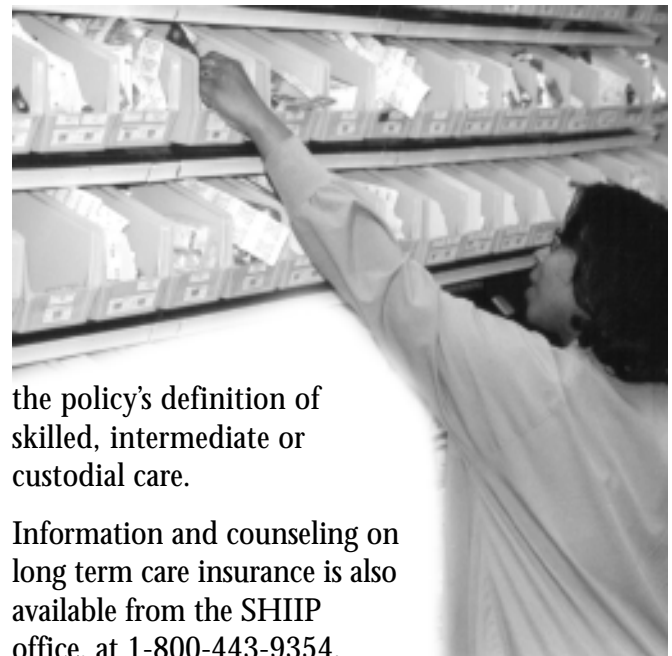 the policy’s definition of
skilled, intermediate or
custodial care.
Information and counseling on
long term care insurance is also
available from the SHIIP
office, at 1-800-443-9354.